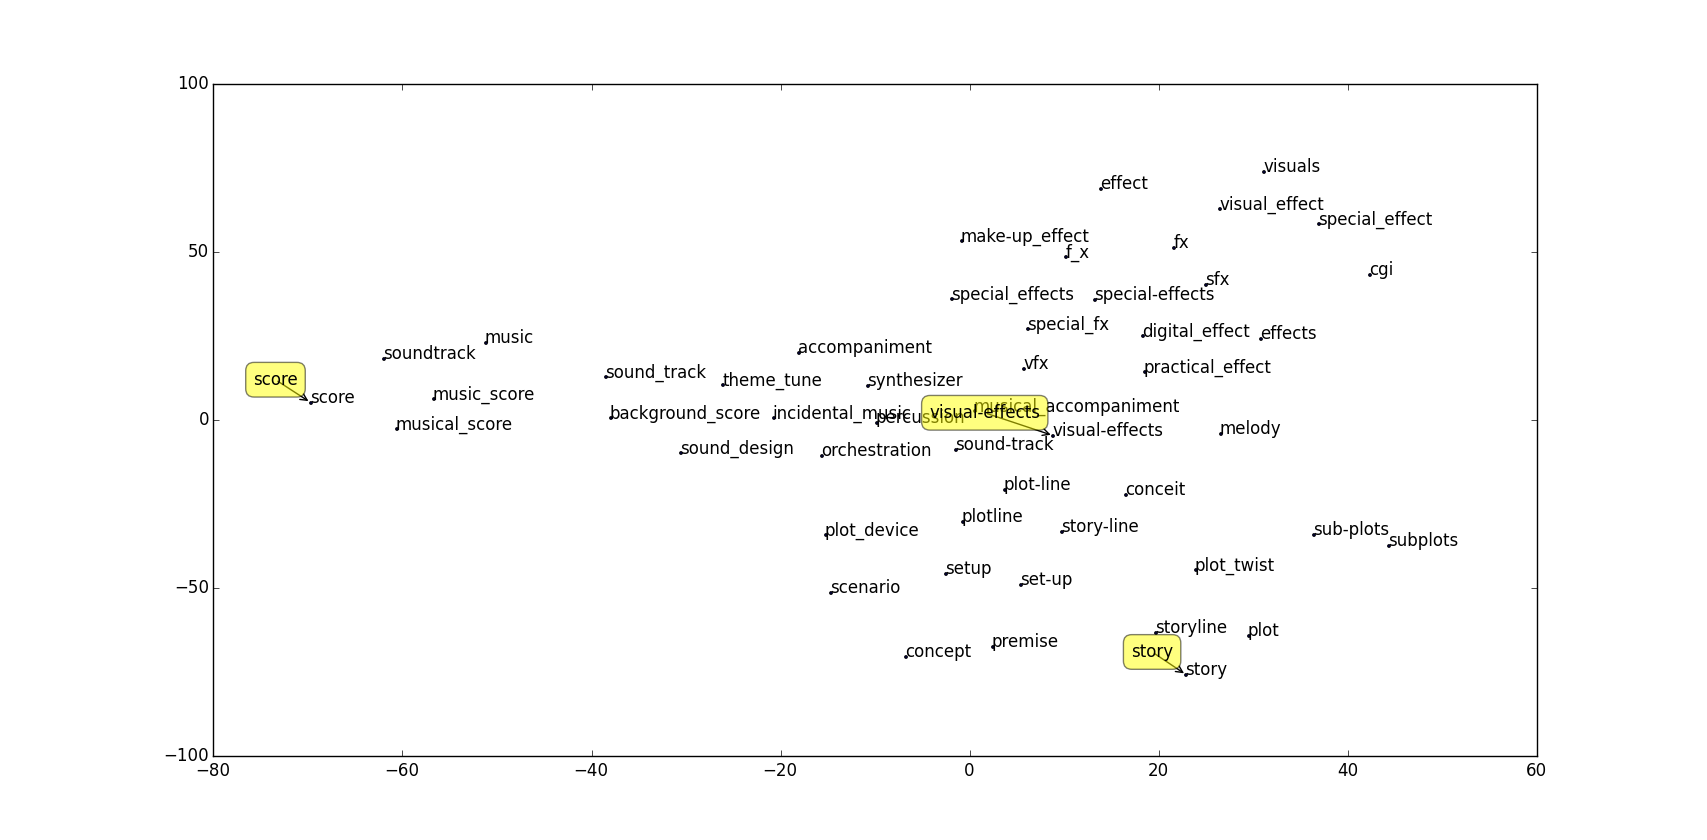 100
visuals
effect
visual_effect
special_effect
make-up_effect
fx
f_x
50
cgi
sfx
special_effects
special-effects
special_fx
digital_effect
effects
music
accompaniment
soundtrack
vfx
practical_effect
sound_track
score
theme_tune
synthesizer
music_score
score
musical_accompaniment
visual-effects
background_score
incidental_music
percussion
0
musical_score
visual-effects
melody
sound-track
sound_design
orchestration
plot-line
conceit
plotline
story-line
plot_device
sub-plots
subplots
plot_twist
setup
set-up
−50
scenario
storyline
plot
premise
concept
story
story
−100
−80
−60
−40
−20
0
20
40
60